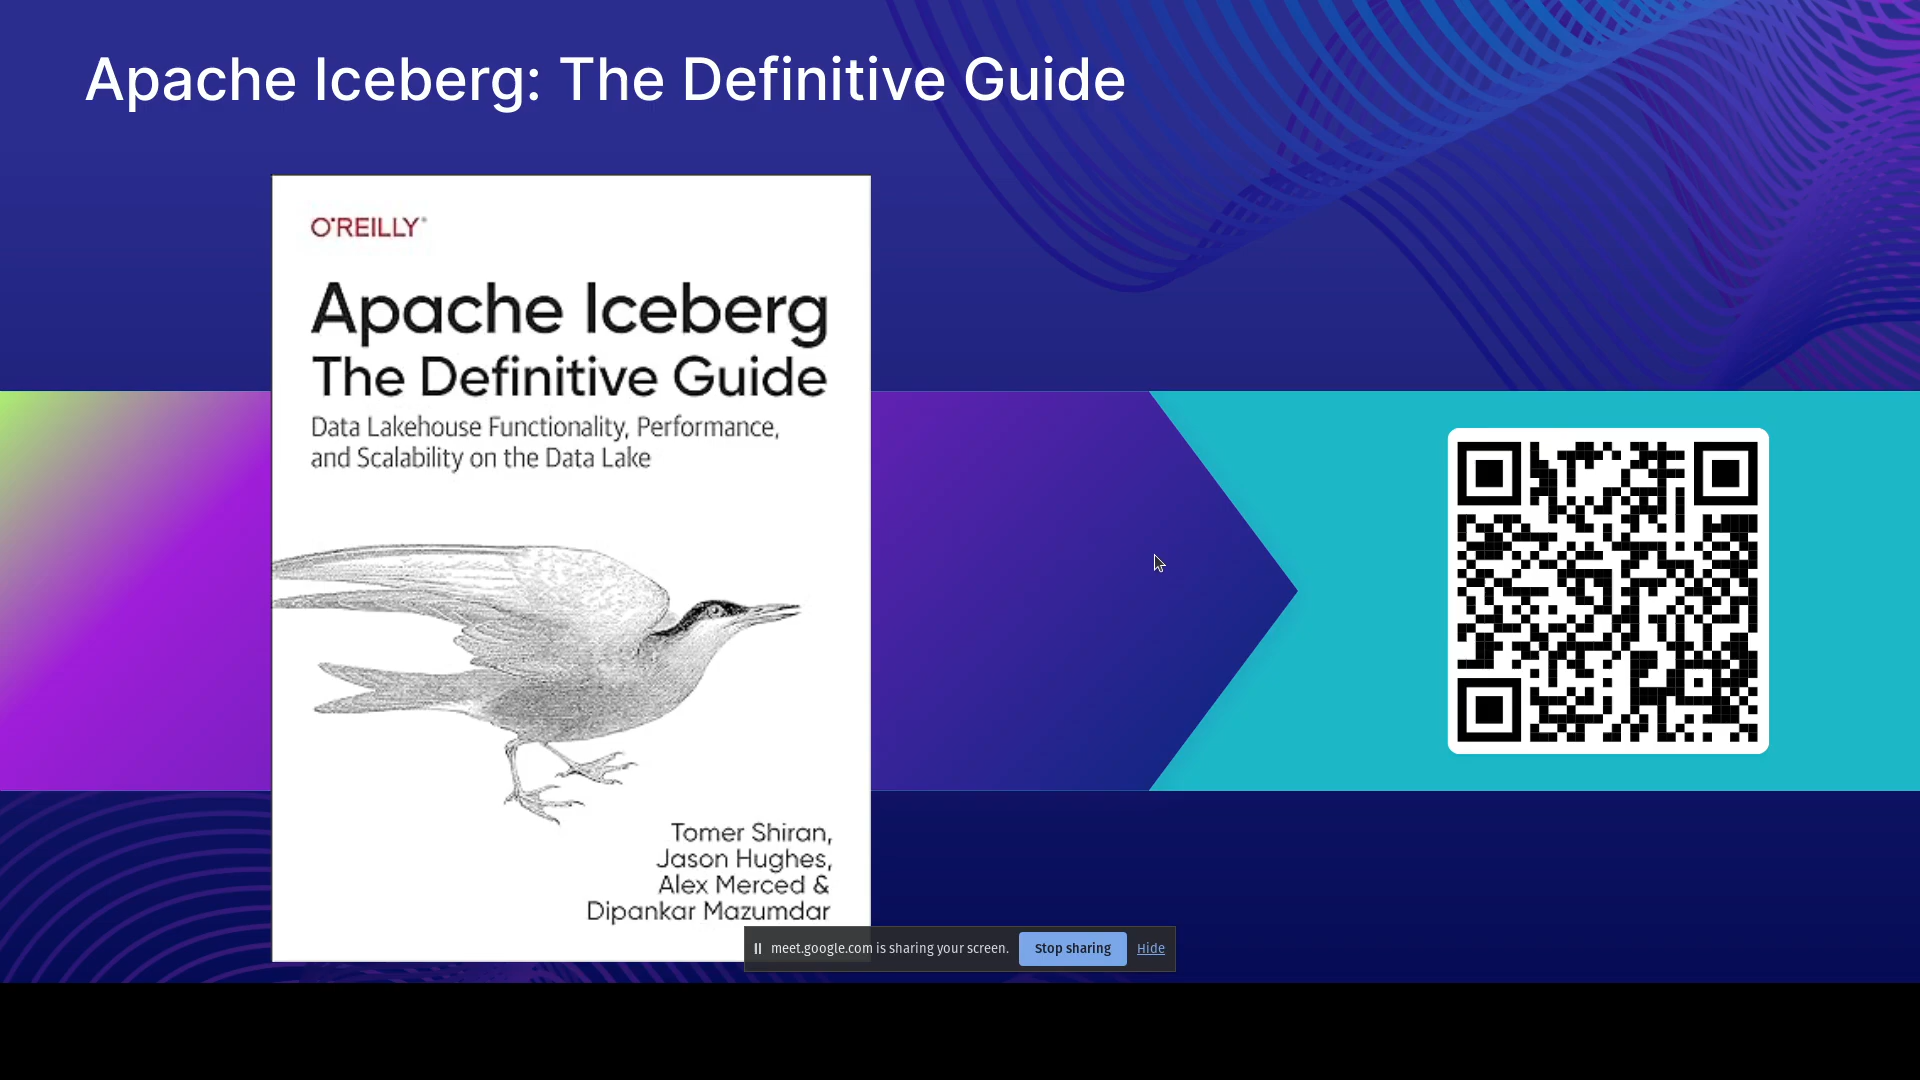 Apache Iceberg: The Definitive Guide
O'REILLY®
Apache Iceberg
The Definitive Guide
Data Lakehouse Functionality, Performance,
and Scalability on the Data Lake
Tomer Shiran,
Jason Hughes,
Alex Merced &
Dipankar Mazumdar
meet.google.com is sharing your screen. Stop sharing Hide